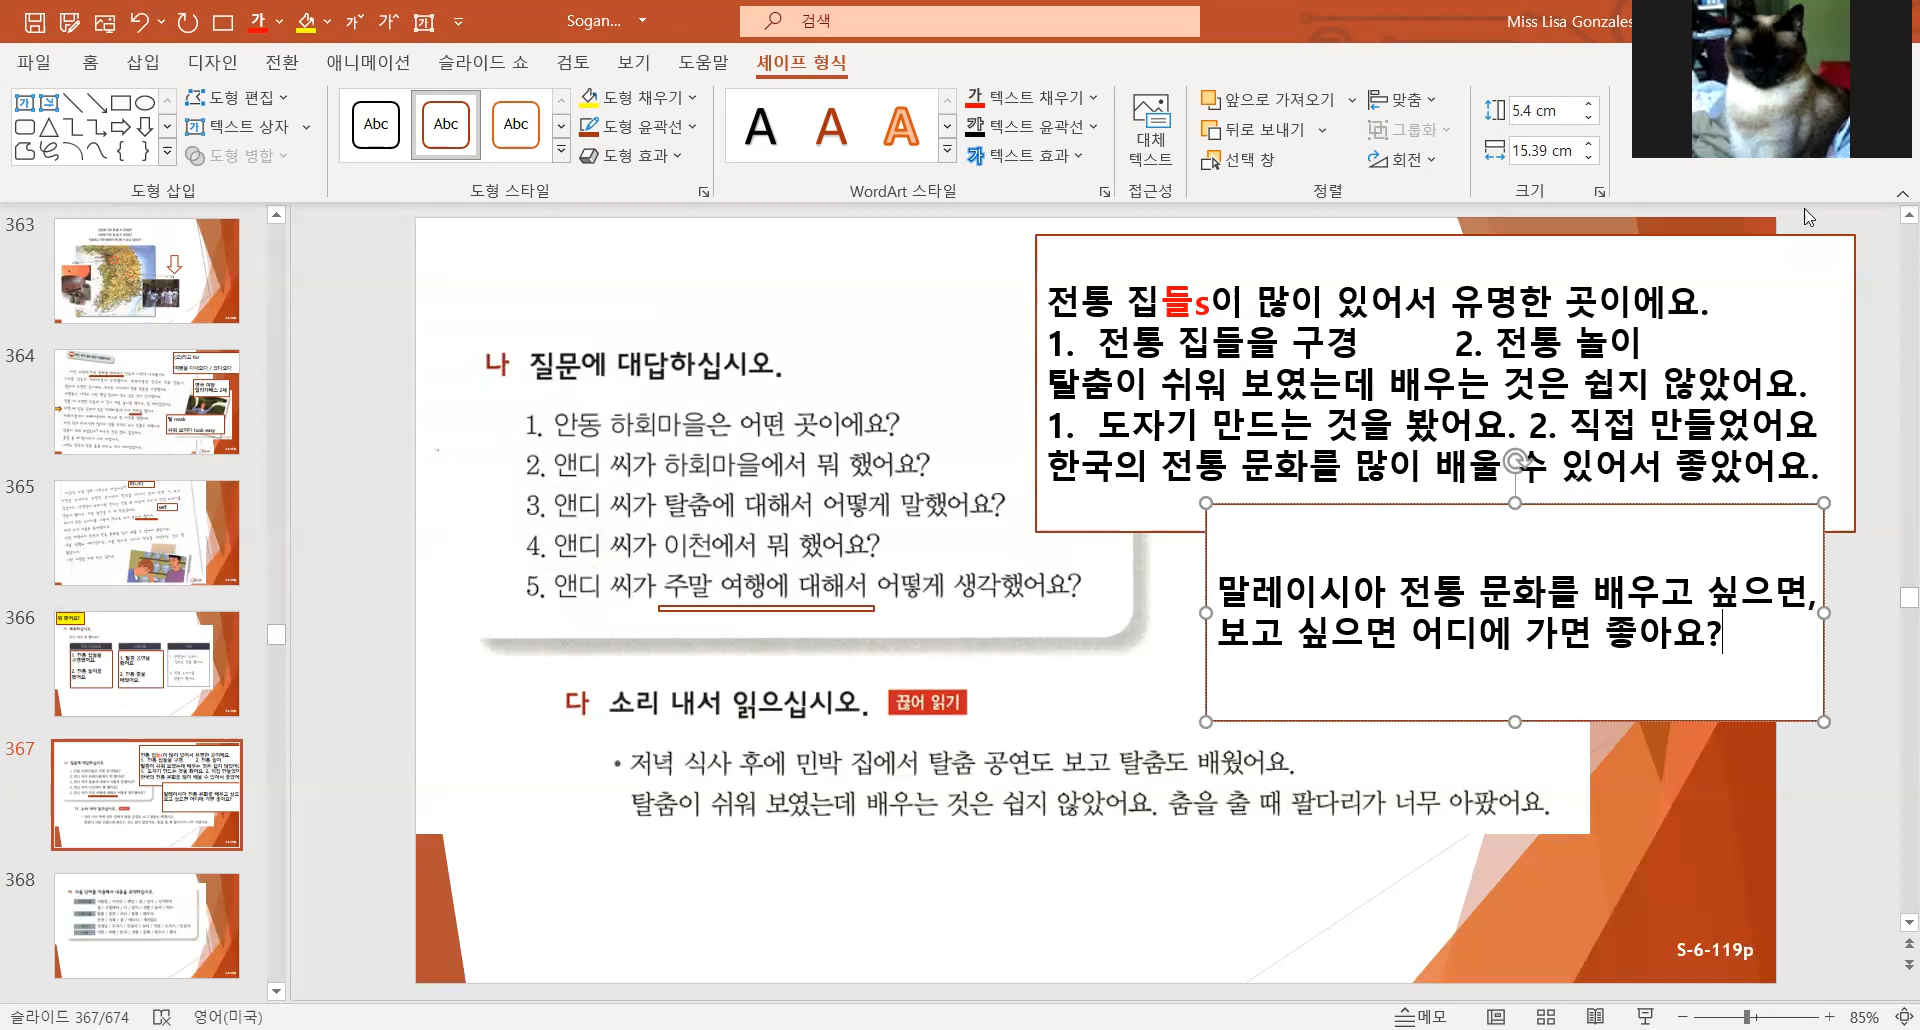 Sogan...
검색
Miss Lisa Gonzales
파일
홈
삽입
디자인
전환
애니메이션
슬라이드 쇼
검토
보기
도움말
셰이프 형식
도형 편집
텍스트 상자
도형 병합
도형 삽입
Abc
Abc
Abc
도형 채우기
도형 윤곽선
도형 효과
도형 스타일
텍스트 채우기
텍스트 윤곽선
텍스트 효과
WordArt 스타일
대체
텍스트
접근성
앞으로 가져오기
뒤로 보내기
선택 창
맞춤
그룹화
회전
정렬
5.4 cm
15.39 cm
크기
363
364
365
366
367
368
전통 집들s이 많이 있어서 유명한 곳이에요.
1. 전통 집들을 구경 2. 전통 놀이
탈춤이 쉬워 보였는데 배우는 것은 쉽지 않았어요.
1. 도자기 만드는 것을 봤어요. 2. 직접 만들었어요
한국의 전통 문화를 많이 배울 수 있어서 좋았어요.
나 질문에 대답하십시오.
1. 안동 하회마을은 어떤 곳이에요?
2. 앤디 씨가 하회마을에서 뭐 했어요?
3. 앤디 씨가 탈춤에 대해서 어떻게 말했어요?
4. 앤디 씨가 이천에서 뭐 했어요?
5. 앤디 씨가 주말 여행에 대해서 어떻게 생각했어요?
말레이시아 전통 문화를 배우고 싶으면,
보고 싶으면 어디에 가면 좋아요?
다 소리 내서 읽으십시오. 끊어 읽기
• 저녁 식사 후에 민박 집에서 탈춤 공연도 보고 탈춤도 배웠어요.
탈춤이 쉬워 보였는데 배우는 것은 쉽지 않았어요. 춤을 출 때 팔다리가 너무 아팠어요.
S-6-119p
슬라이드 367/674
영어(미국)
메모
85%